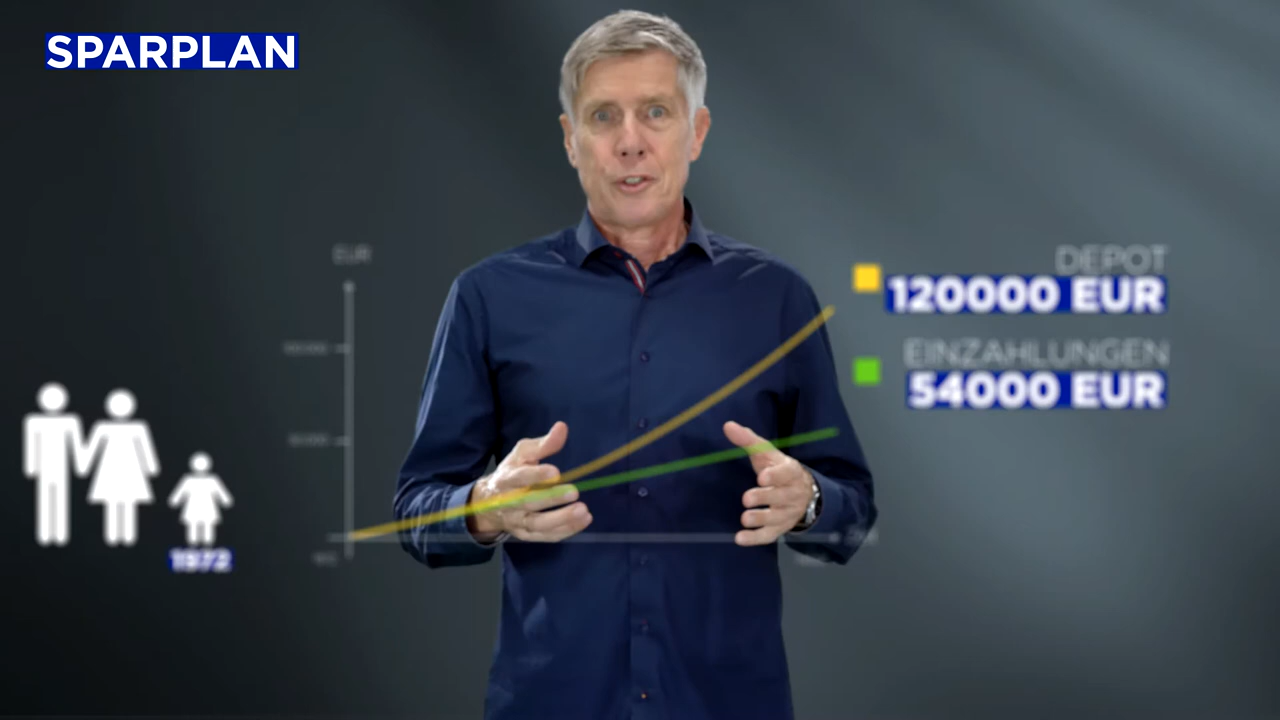 SPARPLAN
EUR
DEPOT
120000 EUR
EINZAHLUNGEN
54000 EUR
1972